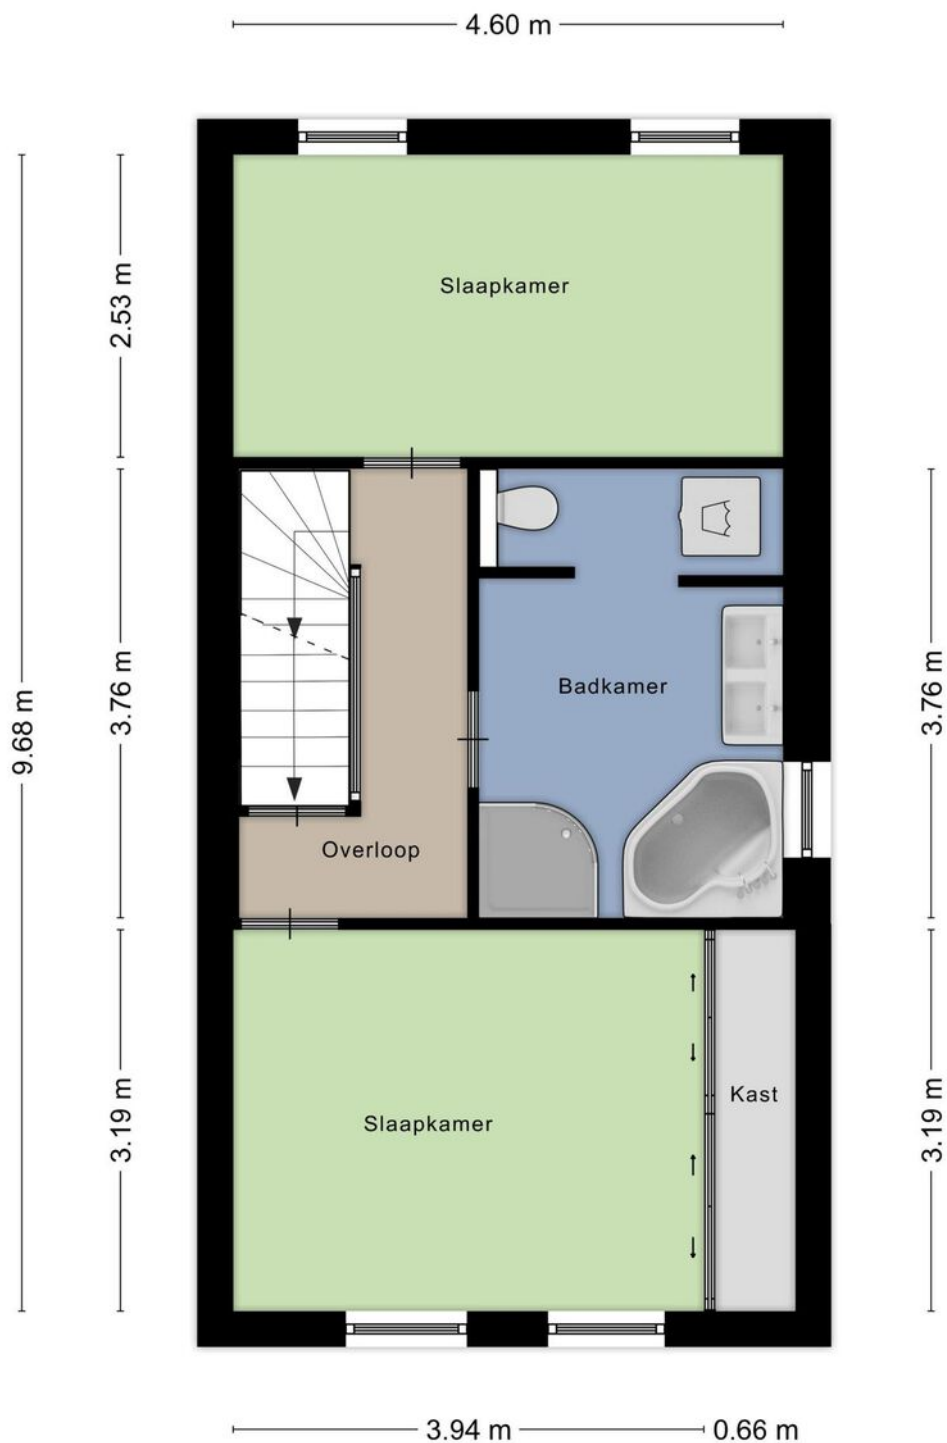 4.60 m
2.53 m
Slaapkamer
9.68 m
3.76 m
Badkamer
3.76 m
Overloop
3.19 m
Slaapkamer
Kast
3.19 m
3.94 m
0.66 m